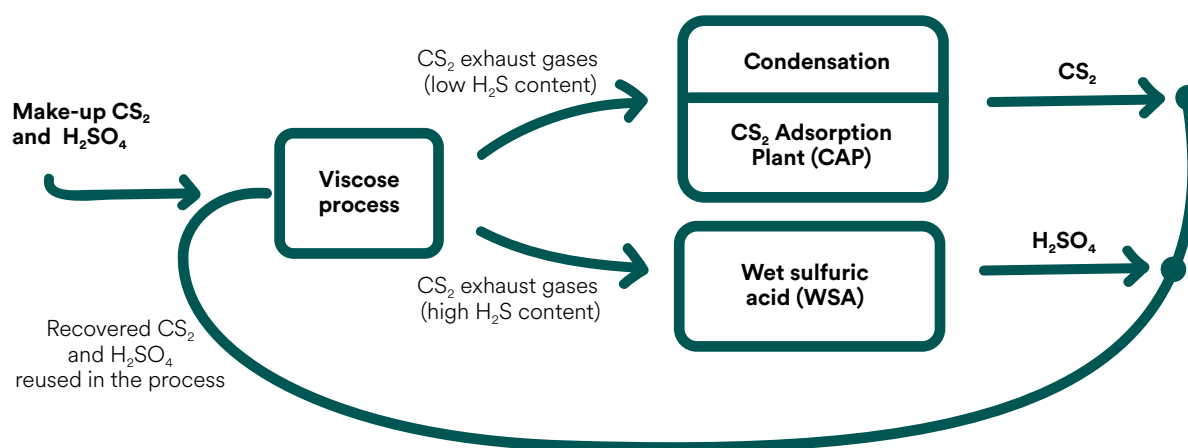 Make-up CS₂
and H₂SO₄
Viscose
process
CS₂ exhaust gases
(low H₂S content)
CS₂ exhaust gases
(high H₂S content)
Condensation
CS₂ Adsorption
Plant (CAP)
Wet sulfuric
acid (WSA)
CS₂
H₂SO₄
Recovered CS₂
and H₂SO₄
reused in the process